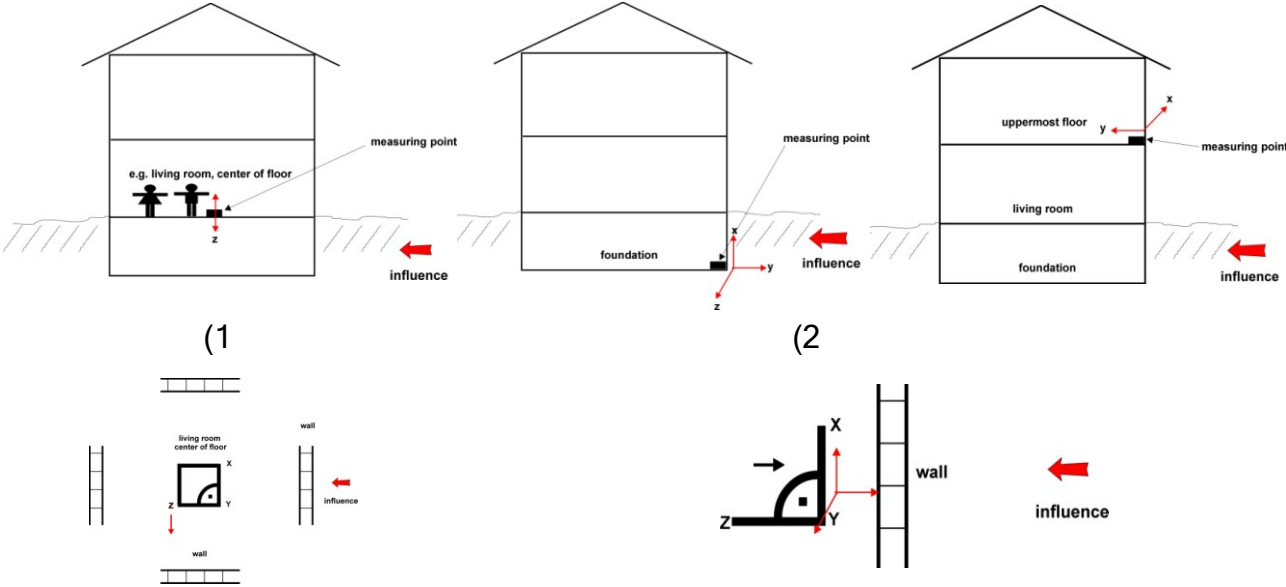 e.g. living room, center of floor
measuring point
z
influence
measuring point
foundation
x
y
z
influence
uppermost floor
x
y
measuring point
living room
foundation
influence
(1
(2
living room
center of floor
X
Y
Z
wall
influence
wall
X
Y
Z
wall
influence